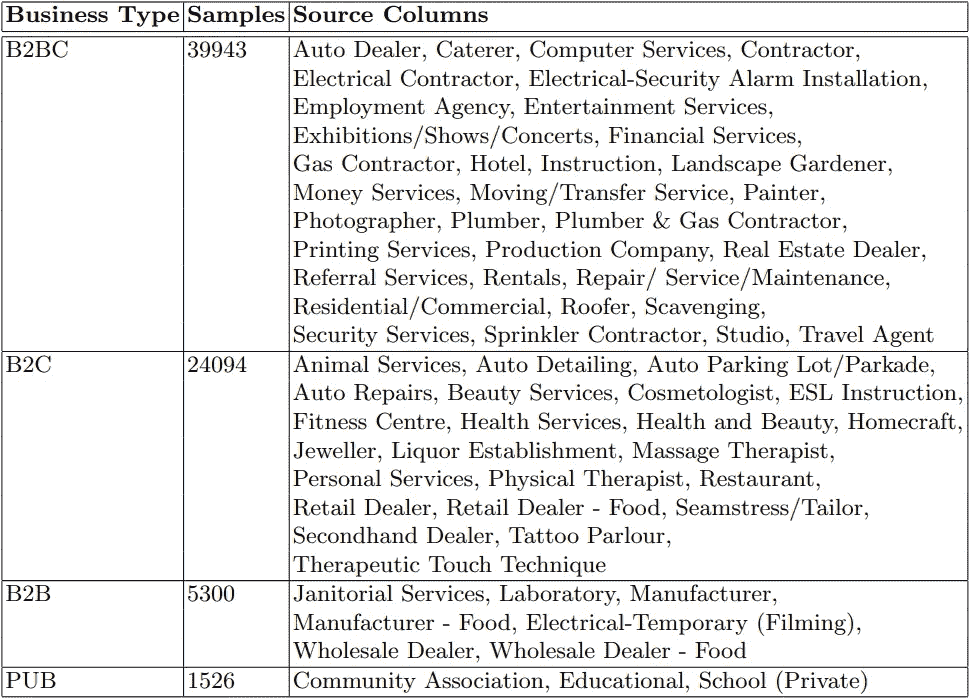 Business Type Samples Source Columns
B2BC 39943 Auto Dealer, Caterer, Computer Services, Contractor,
Electrical Contractor, Electrical-Security Alarm Installation,
Employment Agency, Entertainment Services,
Exhibitions/Shows/Concerts, Financial Services,
Gas Contractor, Hotel, Instruction, Landscape Gardener,
Money Services, Moving/Transfer Service, Painter,
Photographer, Plumber, Plumber & Gas Contractor,
Printing Services, Production Company, Real Estate Dealer,
Referral Services, Rentals, Repair/ Service/Maintenance,
Residential/Commercial, Roofer, Scavenging,
Security Services, Sprinkler Contractor, Studio, Travel Agent
B2C 24094 Animal Services, Auto Detailing, Auto Parking Lot/Parkade,
Auto Repairs, Beauty Services, Cosmetologist, ESL Instruction,
Fitness Centre, Health Services, Health and Beauty, Homecraft,
Jeweller, Liquor Establishment, Massage Therapist,
Personal Services, Physical Therapist, Restaurant,
Retail Dealer, Retail Dealer - Food, Seamstress/Tailor,
Secondhand Dealer, Tattoo Parlour,
Therapeutic Touch Technique
B2B 5300 Janitorial Services, Laboratory, Manufacturer,
Manufacturer - Food, Electrical-Temporary (Filming),
Wholesale Dealer, Wholesale Dealer - Food
PUB 1526 Community Association, Educational, School (Private)